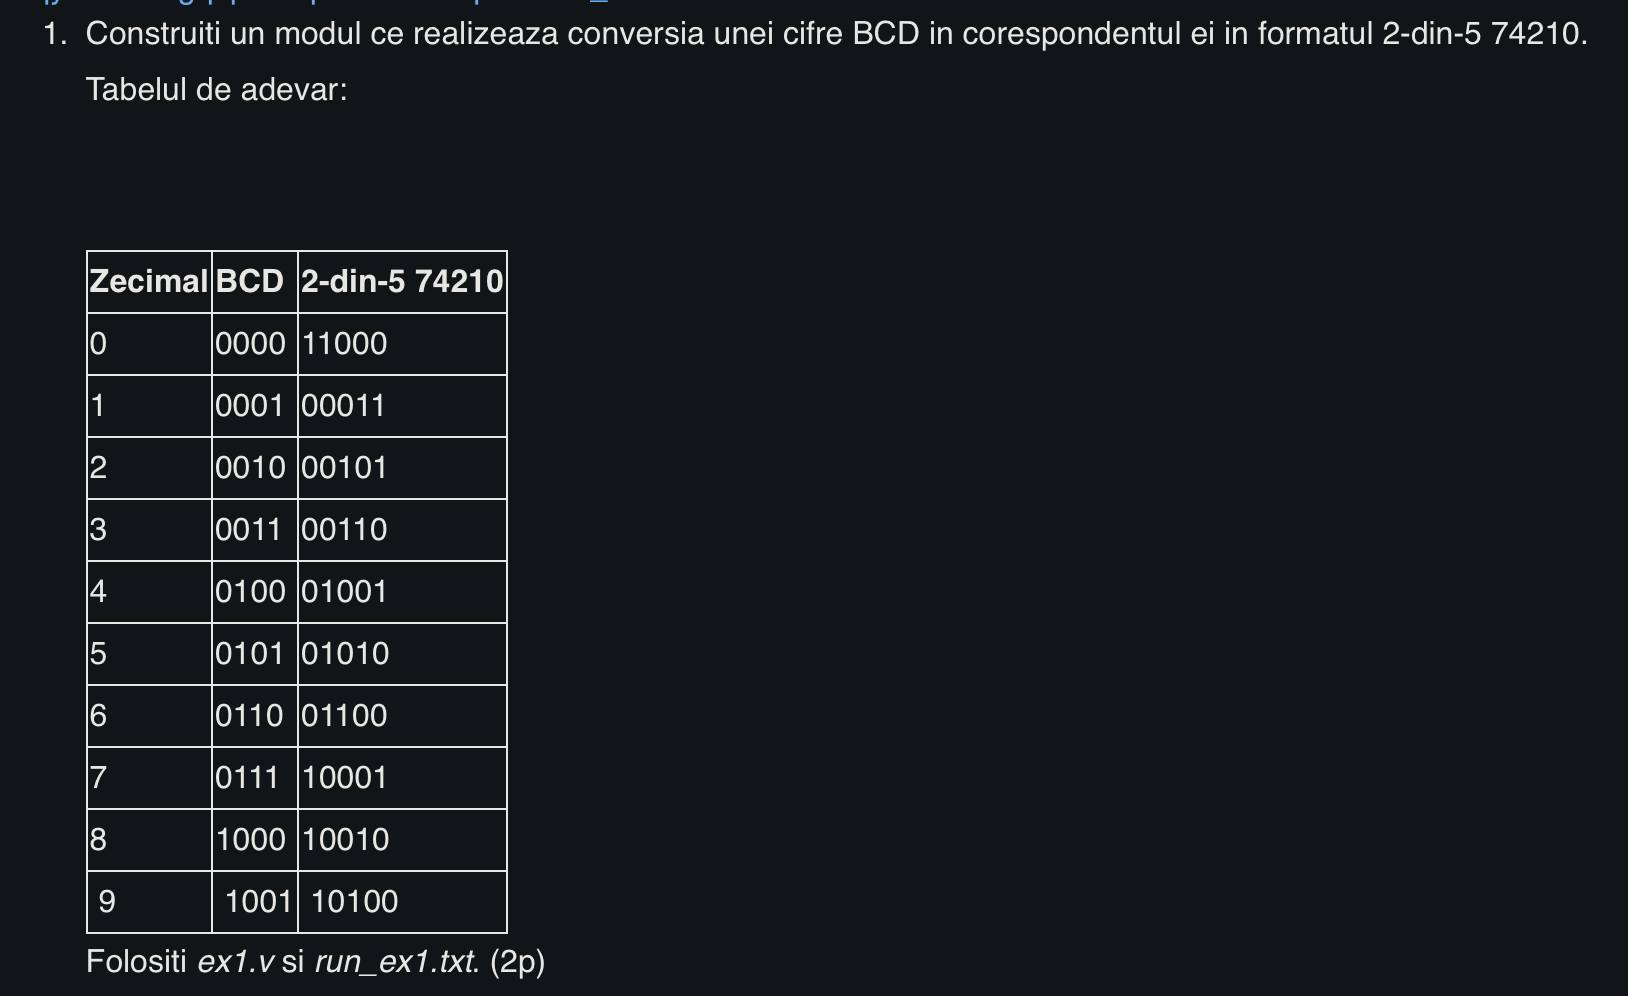 1. Construiti un modul ce realizeaza conversia unei cifre BCD in corespondentul ei in formatul 2-din-5 74210.
Tabelul de adevar:
Zecimal BCD 2-din-5 74210
0 0000 11000
1 0001 00011
2 0010 00101
3 0011 00110
4 0100 01001
5 0101 01010
6 0110 01100
7 0111 10001
8 1000 10010
9 1001 10100
Folositi ex1.v si run_ex1.txt. (2p)